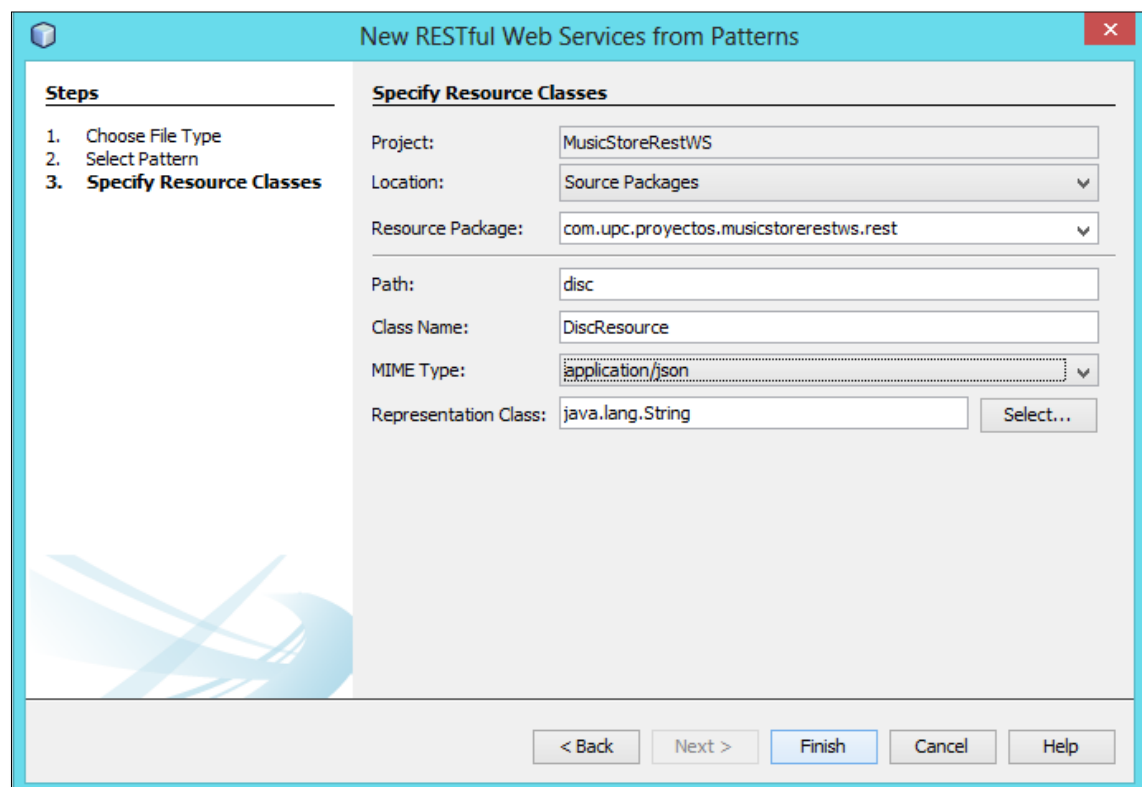 New RESTful Web Services from Patterns
Steps
1. Choose File Type
2. Select Pattern
3. Specify Resource Classes
Specify Resource Classes
Project: MusicStoreRestWS
Location: Source Packages
Resource Package: com.upc.proyectos.musicstorerestws.rest
Path: disc
Class Name: DiscResource
MIME Type: application/json
Representation Class: java.lang.String Select...
< Back Next > Finish Cancel Help